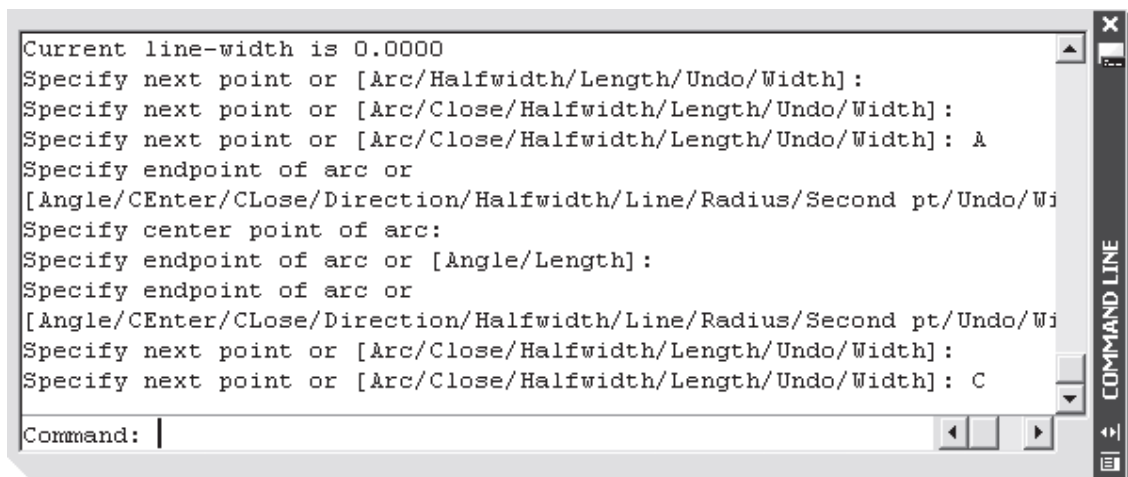 Current line-width is 0.0000
Specify next point or [Arc/Halfwidth/Length/Undo/Width]:
Specify next point or [Arc/Close/Halfwidth/Length/Undo/Width]:
Specify next point or [Arc/Close/Halfwidth/Length/Undo/Width]: A
Specify endpoint of arc or
[Angle/CEnter/CLose/Direction/Halfwidth/Line/Radius/Second pt/Undo/Wi
Specify center point of arc:
Specify endpoint of arc or [Angle/Length]:
Specify endpoint of arc or
[Angle/CEnter/CLose/Direction/Halfwidth/Line/Radius/Second pt/Undo/Wi
Specify next point or [Arc/Close/Halfwidth/Length/Undo/Width]:
Specify next point or [Arc/Close/Halfwidth/Length/Undo/Width]: C
Command:
COMMAND LINE